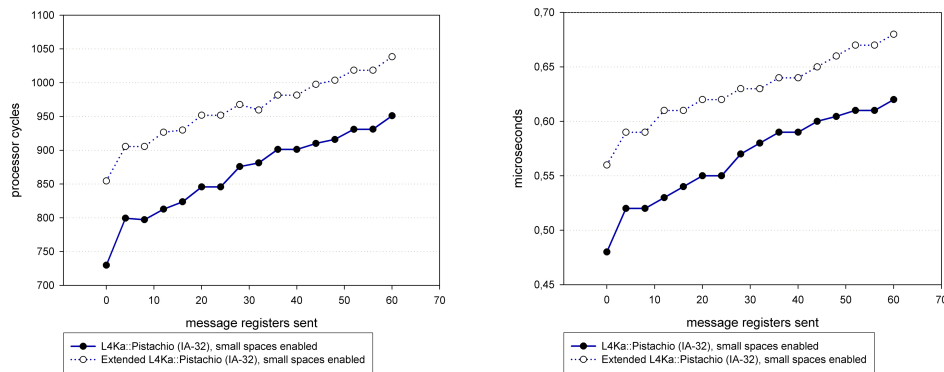 1100
1050
1000
950
900
850
800
750
700
processor cycles
0 10 20 30 40 50 60 70
message registers sent
L4Ka::Pistachio (IA-32), small spaces enabled
Extended L4Ka::Pistachio (IA-32), small spaces enabled
0,70
0,65
0,60
0,55
0,50
0,45
microseconds
0 10 20 30 40 50 60 70
message registers sent
L4Ka::Pistachio (IA-32), small spaces enabled
Extended L4Ka::Pistachio (IA-32), small spaces enabled